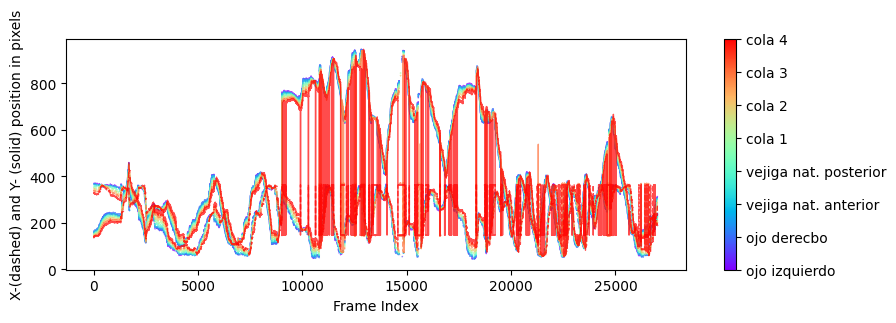 X-(dashed) and Y- (solid) position in pixels
800
600
400
200
0
0 5000 10000 15000 20000 25000
Frame Index
cola 4
cola 3
cola 2
cola 1
vejiga nat. posterior
vejiga nat. anterior
ojo derecbo
ojo izquierdo